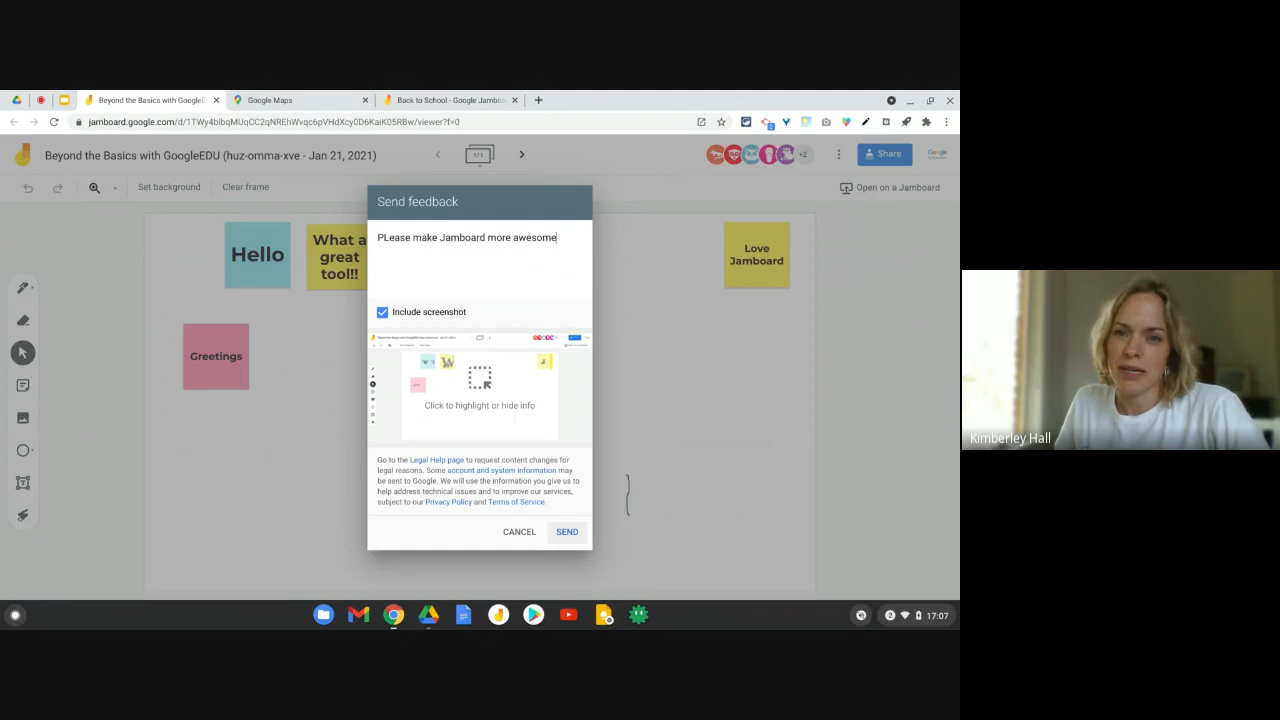 Beyond the Basics with GoogleE
Google Maps
Back to School - Google Jambo
jamboard.google.com
Beyond the Basics with GoogleEDU (huz-omma-xve - Jan 21, 2021)
1/1
+2
Share
Set background
Clear frame
Open on a Jamboard
Send feedback
PLease make Jamboard more awesome
Include screenshot
Click to highlight or hide info
Go to the Legal Help page to request content changes for
legal reasons. Some account and system information may
be sent to Google. We will use the information you give us to
help address technical issues and to improve our services,
subject to our Privacy Policy and Terms of Service.
CANCEL
SEND
Hello
What a
great
tool!!
Love
Jamboard
Greetings
Kimberley Hall
2
17:07